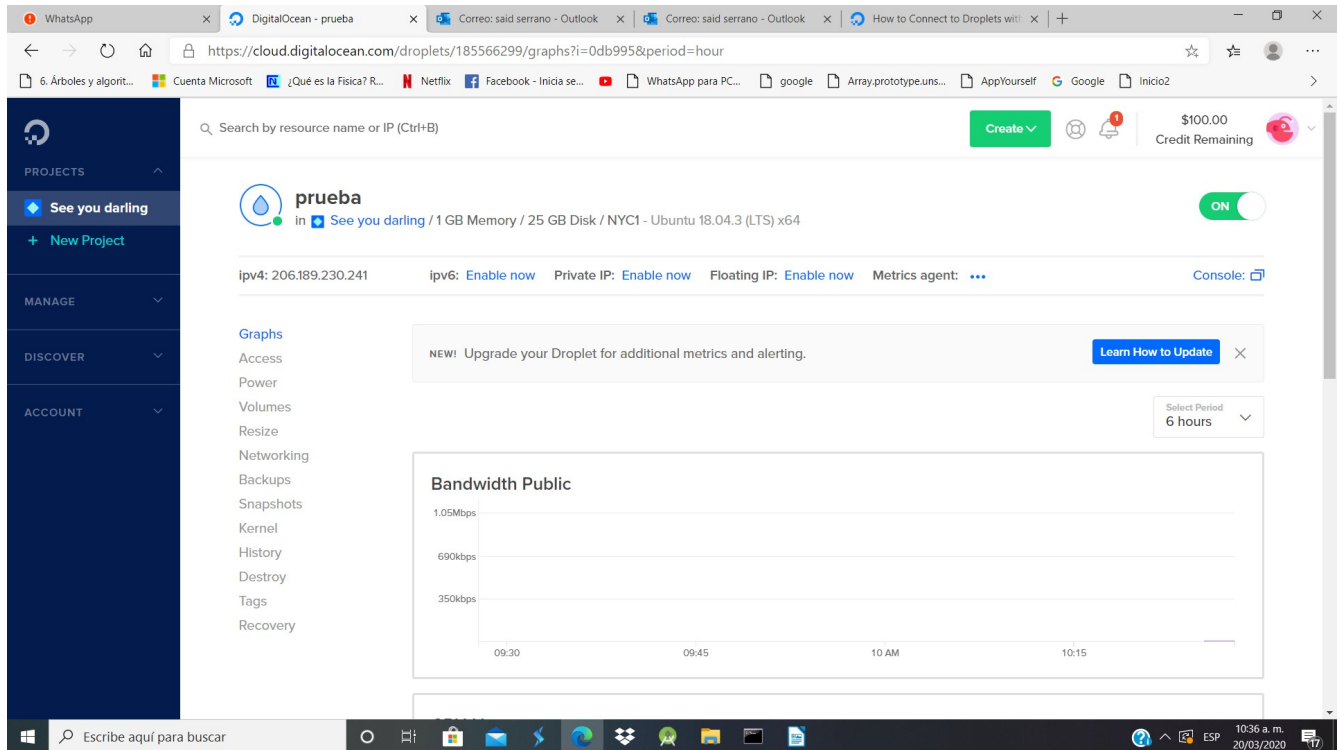 WhatsApp
DigitalOcean - prueba
Correo: said serrano - Outlook
Correo: said serrano - Outlook
How to Connect to Droplets with
https://cloud.digitalocean.com/droplets/185566299/graphs?i=0db995&period=hour
6. Árboles y algorit...
Cuenta Microsoft
¿Qué es la Fisica? R...
Netflix
Facebook - Inicia se...
WhatsApp para PC...
google
Array.prototype.uns...
AppYourself
Google
Inicio2
Search by resource name or IP (Ctrl+B)
Create
1
$100.00
Credit Remaining
PROJECTS
See you darling
+ New Project
MANAGE
DISCOVER
ACCOUNT
prueba
in See you darling / 1 GB Memory / 25 GB Disk / NYC1 - Ubuntu 18.04.3 (LTS) x64
ON
ipv4: 206.189.230.241
ipv6: Enable now
Private IP: Enable now
Floating IP: Enable now
Metrics agent: •••
Console:
Graphs
Access
Power
Volumes
Resize
Networking
Backups
Snapshots
Kernel
History
Destroy
Tags
Recovery
NEW! Upgrade your Droplet for additional metrics and alerting.
Learn How to Update
Select Period
6 hours
Bandwidth Public
1.05Mbps
690kbps
350kbps
09:30
09:45
10 AM
10:15
Escribe aquí para buscar
ESP
10:36 a. m.
20/03/2020
17